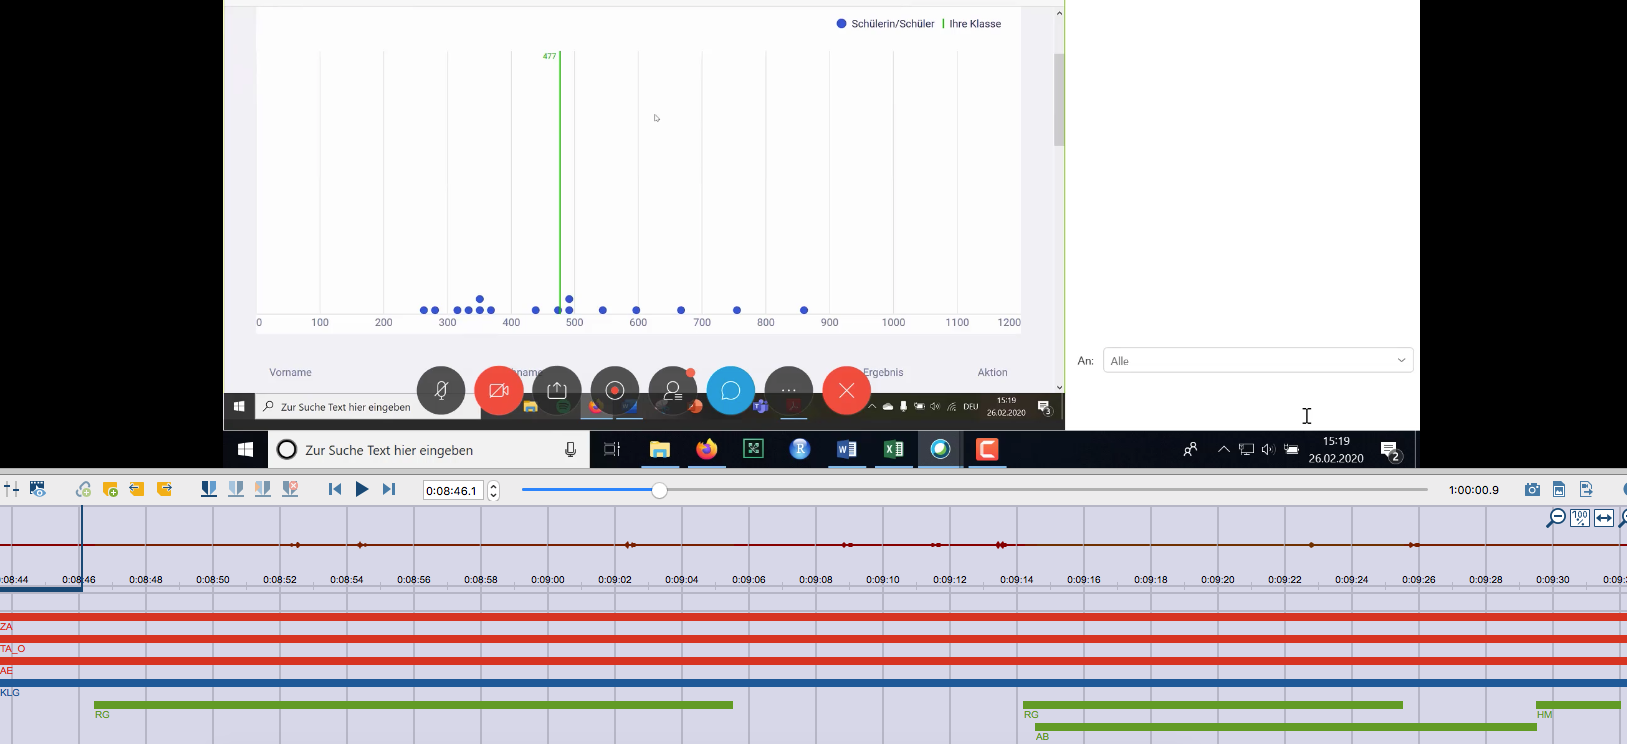 Schülerin/Schüler Ihre Klasse
477
0 100 200 300 400 500 600 700 800 900 1000 1100 1200
Vorname Ergebnis Aktion
An: Alle
Zur Suche Text hier eingeben DEU 15:19
26.02.2020 3
Zur Suche Text hier eingeben 15:19
26.02.2020 2
0:08:46.1 1:00:00.9
100
%
:08:44 0:08:46 0:08:48 0:08:50 0:08:52 0:08:54 0:08:56 0:08:58 0:09:00 0:09:02 0:09:04 0:09:06 0:09:08 0:09:10 0:09:12 0:09:14 0:09:16 0:09:18 0:09:20 0:09:22 0:09:24 0:09:26 0:09:28 0:09:30 0:09:
ZA
TA_O
AE
KLG
RG RG HM
AB